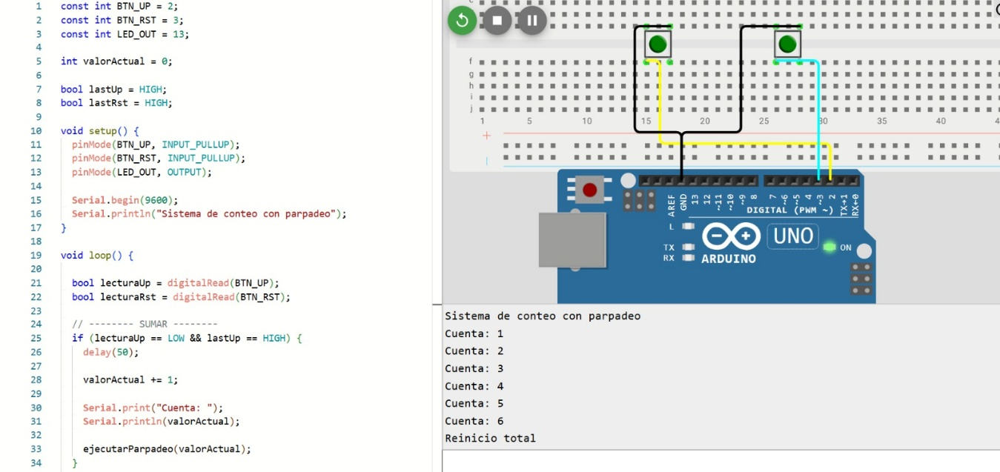 1 const int BTN_UP = 2;
2 const int BTN_RST = 3;
3 const int LED_OUT = 13;
4
5 int valorActual = 0;
6
7 bool lastUp = HIGH;
8 bool lastRst = HIGH;
9
10 void setup() {
11 pinMode(BTN_UP, INPUT_PULLUP);
12 pinMode(BTN_RST, INPUT_PULLUP);
13 pinMode(LED_OUT, OUTPUT);
14
15 Serial.begin(9600);
16 Serial.println("Sistema de conteo con parpadeo");
17 }
18
19 void loop() {
20
21 bool lecturaUp = digitalRead(BTN_UP);
22 bool lecturaRst = digitalRead(BTN_RST);
23
24 // -------- SUMAR --------
25 if (lecturaUp == LOW && lastUp == HIGH) {
26 delay(50);
27
28 valorActual += 1;
29
30 Serial.print("Cuenta: ");
31 Serial.println(valorActual);
32
33 ejecutarParpadeo(valorActual);
34 }
f
g
h
i
j
1 5 10 15 20 25 30 35 40 4
AREF GND 13 12 ~11 ~10 ~9 8 7 ~6 ~5 4 ~3 2 TX→1 RX←0
DIGITAL (PWM ~)
L
TX
RX
UNO
ON
ARDUINO
Sistema de conteo con parpadeo
Cuenta: 1
Cuenta: 2
Cuenta: 3
Cuenta: 4
Cuenta: 5
Cuenta: 6
Reinicio total